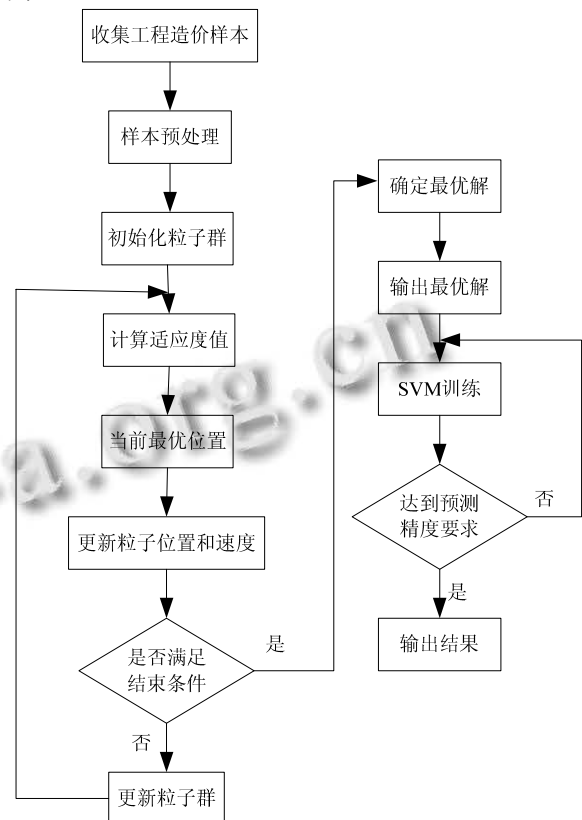 收集工程造价样本
样本预处理
初始化粒子群
计算适应度值
当前最优位置
更新粒子位置和速度
是否满足
结束条件
是
否
更新粒子群
确定最优解
输出最优解
SVM训练
达到预测
精度要求
否
是
输出结果
a.org.cn